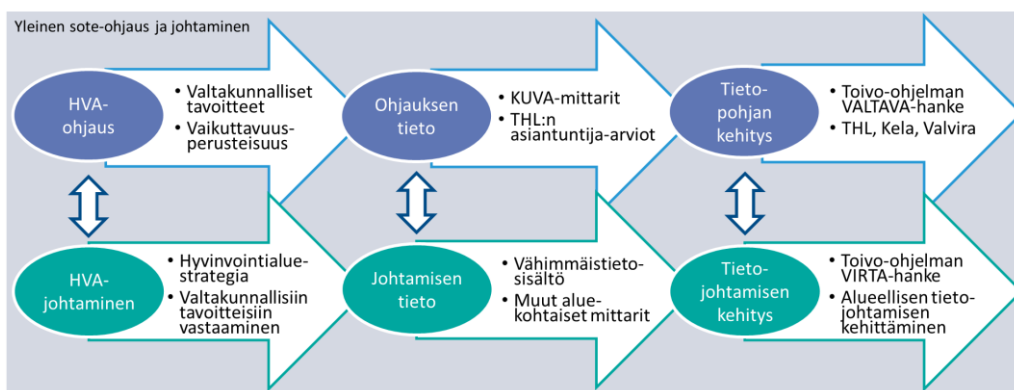 Yleinen sote-ohjaus ja johtaminen
HVA-
ohjaus
• Valtakunnalliset
tavoitteet
• Vaikuttavuus-
perusteisuus
Ohjauksen
tieto
• KUVA-mittarit
• THL:n
asiantuntija-arviot
Tieto-
pohjan
kehitys
• Toivo-ohjelman
VALTAVA-hanke
• THL, Kela, Valvira
HVA-
johtaminen
• Hyvinvointialue-
strategia
• Valtakunnallisiin
tavoitteisiin
vastaaminen
Johtamisen
tieto
• Vähimmäistieto-
sisältö
• Muut alue-
kohtaiset mittarit
Tieto-
johtamisen
kehitys
• Toivo-ohjelman
VIRTA-hanke
• Alueellisen tieto-
johtamisen
kehittäminen